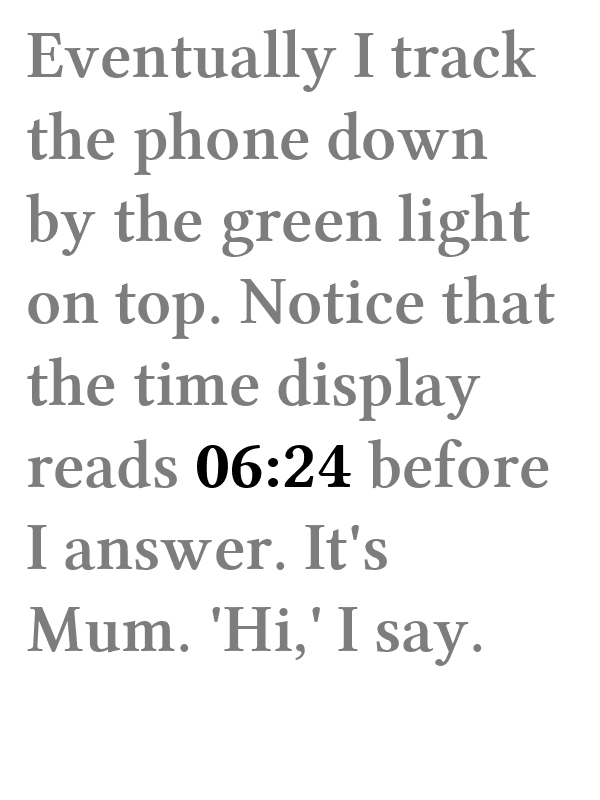 Eventually I track
the phone down
by the green light
on top. Notice that
the time display
reads 06:24 before
I answer. It's
Mum. 'Hi,' I say.